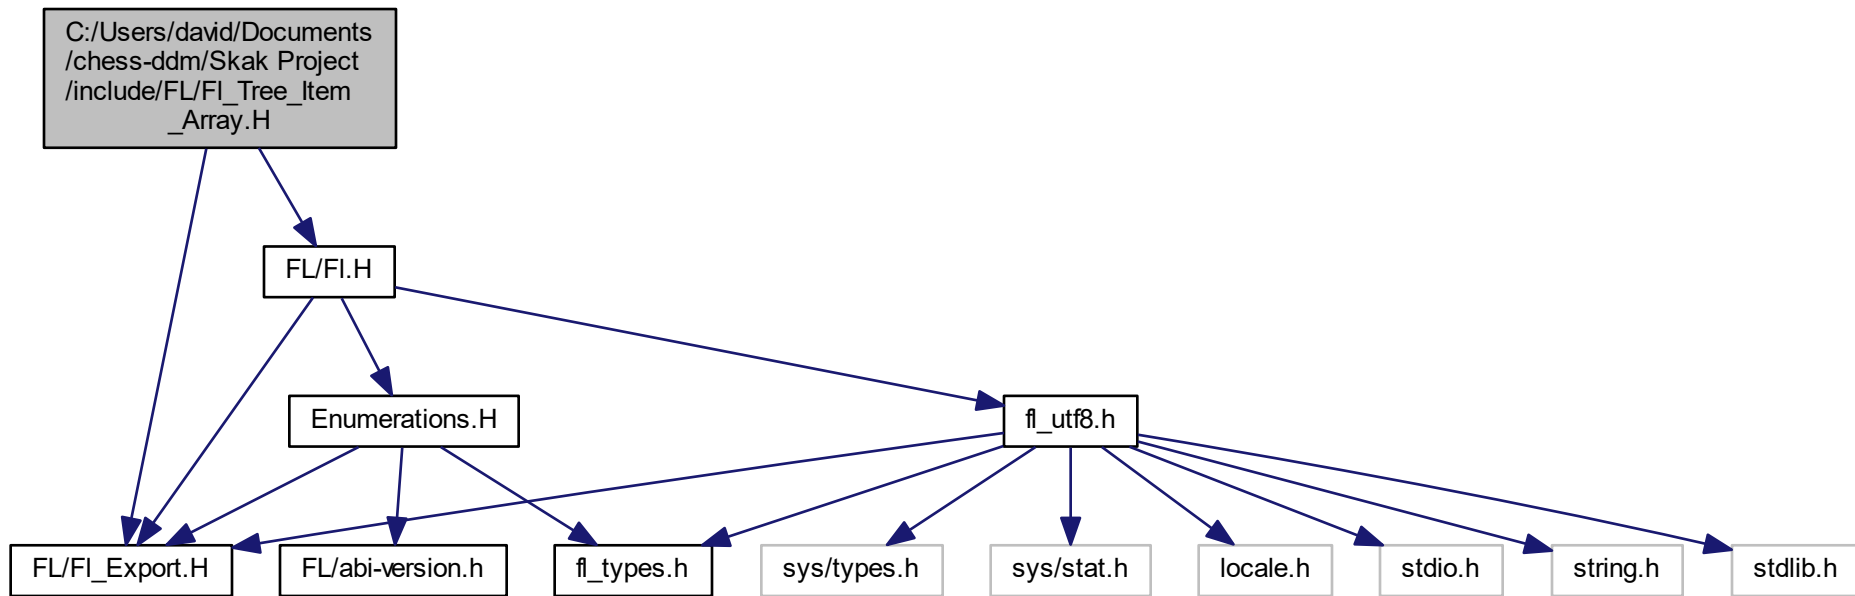 C:/Users/david/Documents
/chess-ddm/Skak Project
/include/FL/Fl_Tree_Item
_Array.H
FL/Fl.H
Enumerations.H
fl_utf8.h
FL/Fl_Export.H
FL/abi-version.h
fl_types.h
sys/types.h
sys/stat.h
locale.h
stdio.h
string.h
stdlib.h